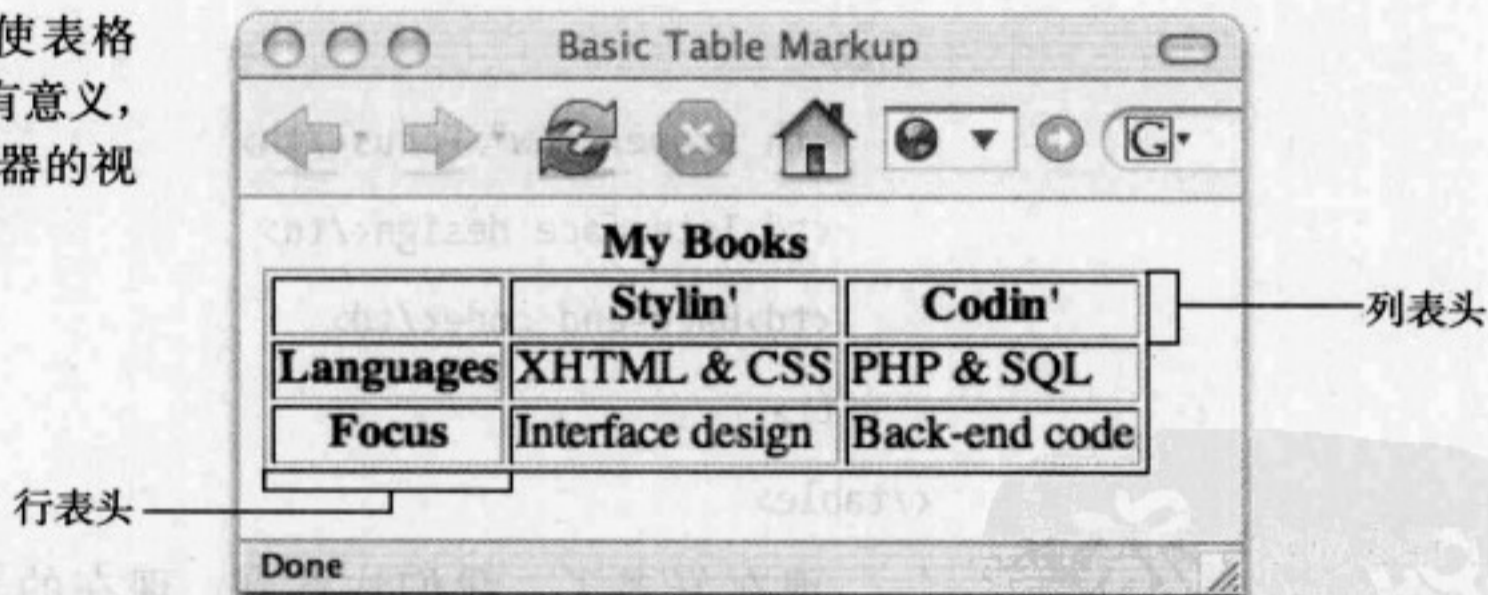 使表格
有意义，
器的视
Basic Table Markup
G
My Books
Stylin' Codin'
列表头
Languages XHTML & CSS PHP & SQL
Focus Interface design Back-end code
行表头
</table>
Done